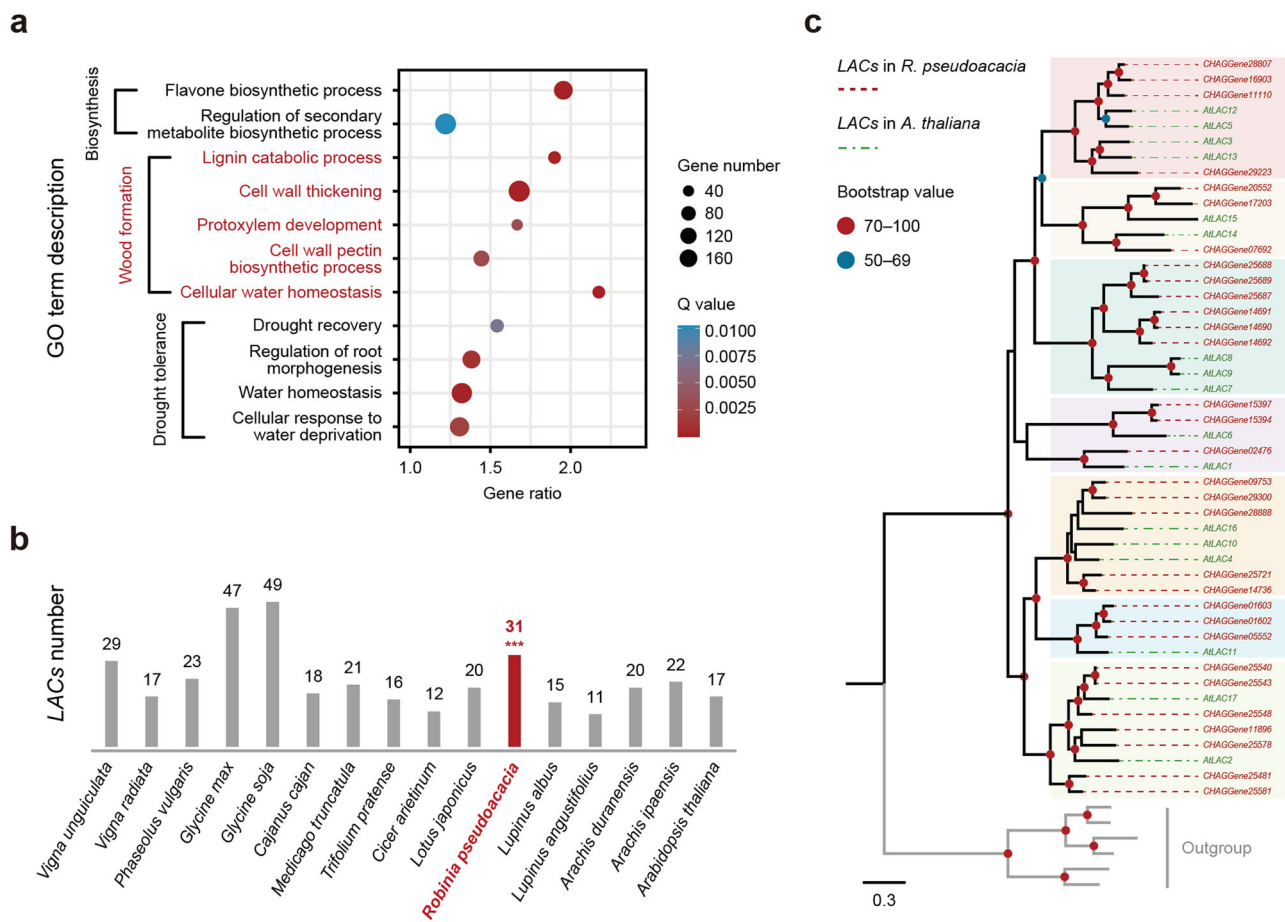 a
GO term description
Biosynthesis
Wood formation
Drought tolerance
Flavone biosynthetic process
Regulation of secondary
metabolite biosynthetic process
Lignin catabolic process
Cell wall thickening
Protoxylem development
Cell wall pectin
biosynthetic process
Cellular water homeostasis
Drought recovery
Regulation of root
morphogenesis
Water homeostasis
Cellular response to
water deprivation
1.0 1.5 2.0
Gene ratio
Gene number
40
80
120
160
Q value
0.0100
0.0075
0.0050
0.0025
b
LACs number
29
17
23
47
49
18
21
16
12
20
31
***
15
11
20
22
17
Vigna unguiculata
Vigna radiata
Phaseolus vulgaris
Glycine max
Glycine soja
Cajanus cajan
Medicago truncatula
Trifolium pratense
Cicer arietinum
Lotus japonicus
Robinia pseudoacacia
Lupinus albus
Lupinus angustifolius
Arachis duranensis
Arachis ipaensis
Arabidopsis thaliana
c
LACs in R. pseudoacacia
LACs in A. thaliana
Bootstrap value
70–100
50–69
CHAGGene28807
CHAGGene16903
CHAGGene11110
AtLAC12
AtLAC5
AtLAC3
AtLAC13
CHAGGene29223
CHAGGene20552
CHAGGene17203
AtLAC15
AtLAC14
CHAGGene07692
CHAGGene25688
CHAGGene25689
CHAGGene25687
CHAGGene14691
CHAGGene14690
CHAGGene14692
AtLAC8
AtLAC9
AtLAC7
CHAGGene15397
CHAGGene15394
AtLAC6
CHAGGene02476
AtLAC1
CHAGGene09753
CHAGGene29300
CHAGGene28888
AtLAC16
AtLAC10
AtLAC4
CHAGGene25721
CHAGGene14736
CHAGGene01603
CHAGGene01602
CHAGGene05552
AtLAC11
CHAGGene25540
CHAGGene25543
AtLAC17
CHAGGene25548
CHAGGene11896
CHAGGene25578
AtLAC2
CHAGGene25481
CHAGGene25581
Outgroup
0.3